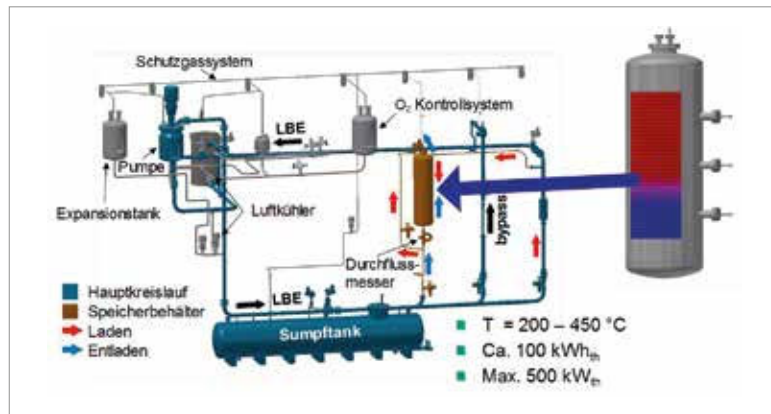 Schutzgassystem
O₂ Kontrollsystem
LBE
Pumpe
Expansionstank
Luftkühler
bypass
Durchfluss-
messer
Hauptkreislauf
Speicherbehälter
Laden
Entladen
LBE
Sumpftank
T = 200 – 450 °C
Ca. 100 kWhₜₕ
Max. 500 kWₜₕ